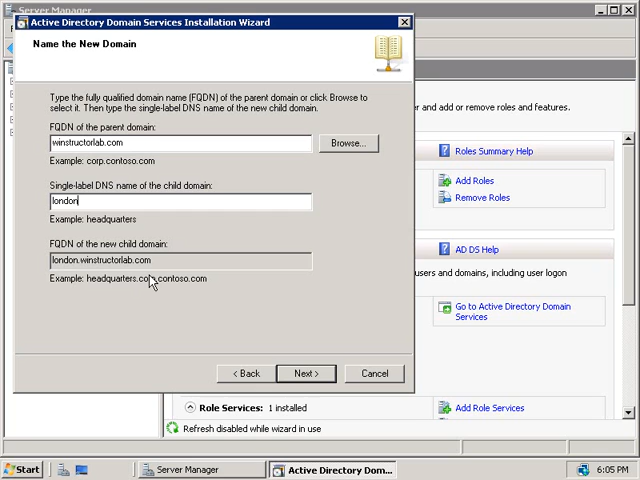 Server Manager
Active Directory Domain Services Installation Wizard
Name the New Domain
Type the fully qualified domain name (FQDN) of the parent domain or click Browse to
select it. Then type the single-label DNS name of the new child domain.
FQDN of the parent domain:
winstructorlab.com
Browse...
Example: corp.contoso.com
Single-label DNS name of the child domain:
london
Example: headquarters
FQDN of the new child domain:
london.winstructorlab.com
Example: headquarters.corp.contoso.com
< Back
Next >
Cancel
er and add or remove roles and features.
Roles Summary Help
Add Roles
Remove Roles
AD DS Help
users and domains, including user logon
Go to Active Directory Domain
Services
Role Services: 1 installed
Add Role Services
Refresh disabled while wizard in use
Start
Server Manager
Active Directory Dom...
6:05 PM